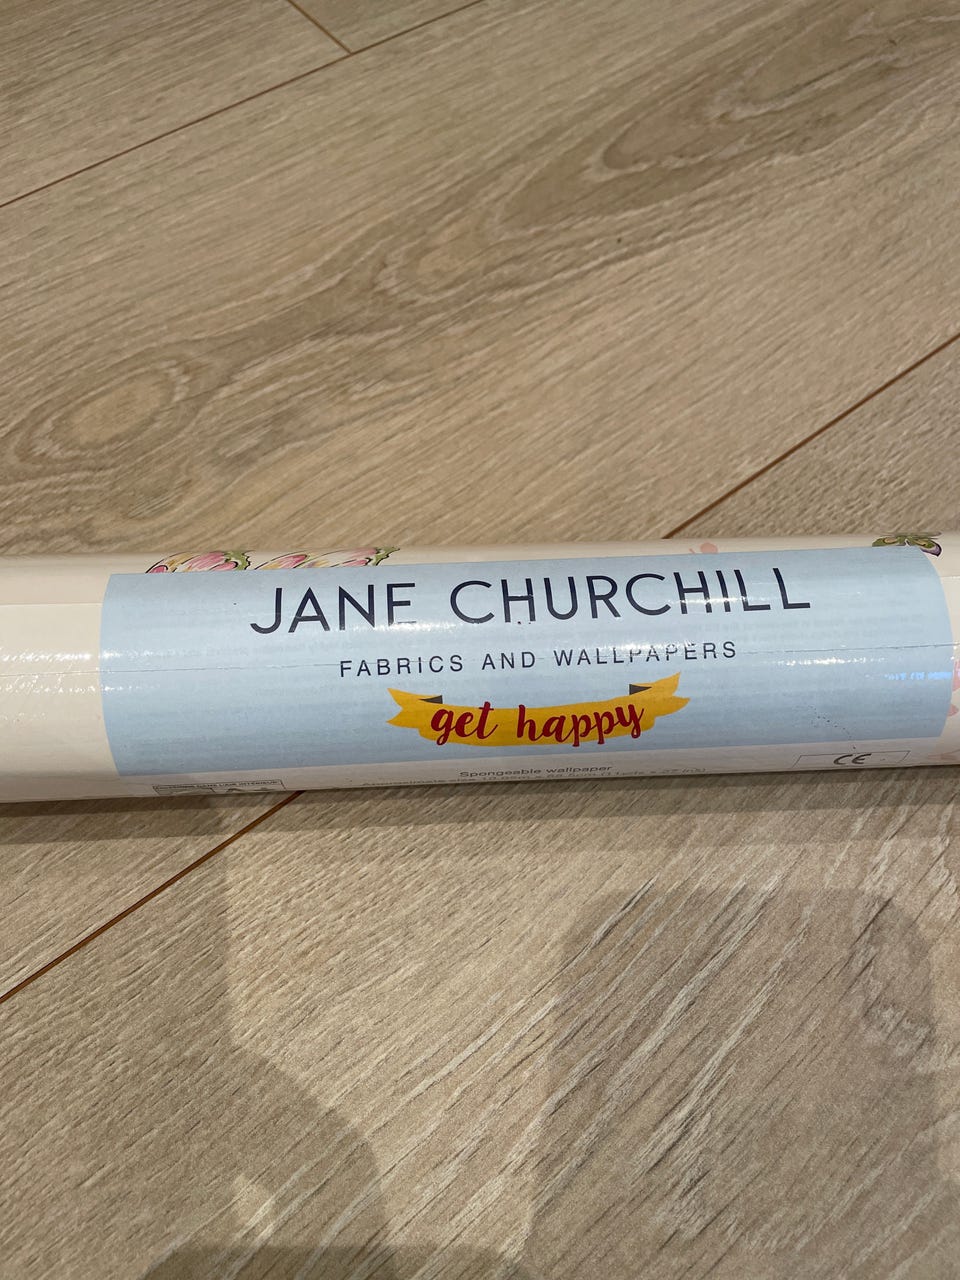 JANE CHURCHILL
FABRICS AND WALLPAPERS
get happy
Spongeable wallpaper
CE